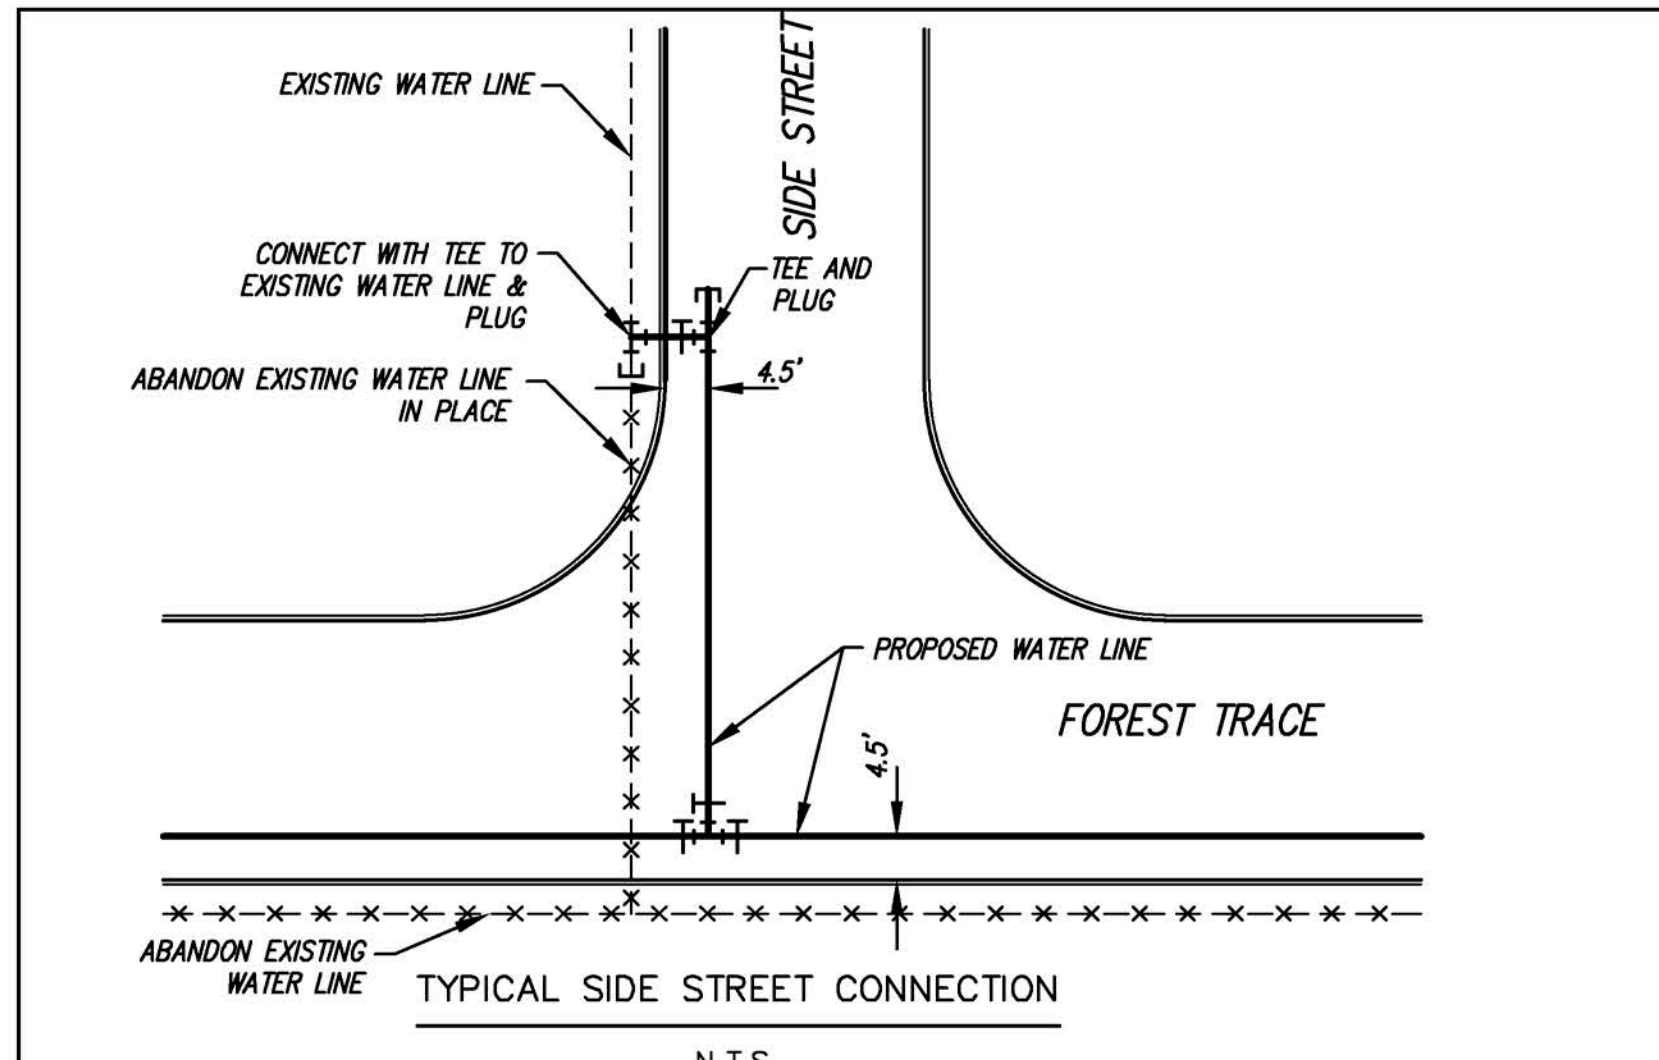 SIDE STREET
EXISTING WATER LINE
CONNECT WITH TEE TO
EXISTING WATER LINE &
PLUG
TEE AND
PLUG
ABANDON EXISTING WATER LINE
IN PLACE
4.5'
PROPOSED WATER LINE
FOREST TRACE
4.5'
ABANDON EXISTING
WATER LINE
TYPICAL SIDE STREET CONNECTION
N.T.S.